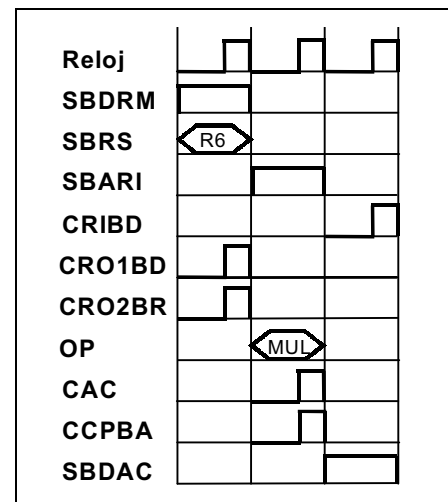 Reloj
SBDRM
SBRS R6
SBARI
CRIBD
CRO1BD
CRO2BR
OP MUL
CAC
CCPBA
SBDAC